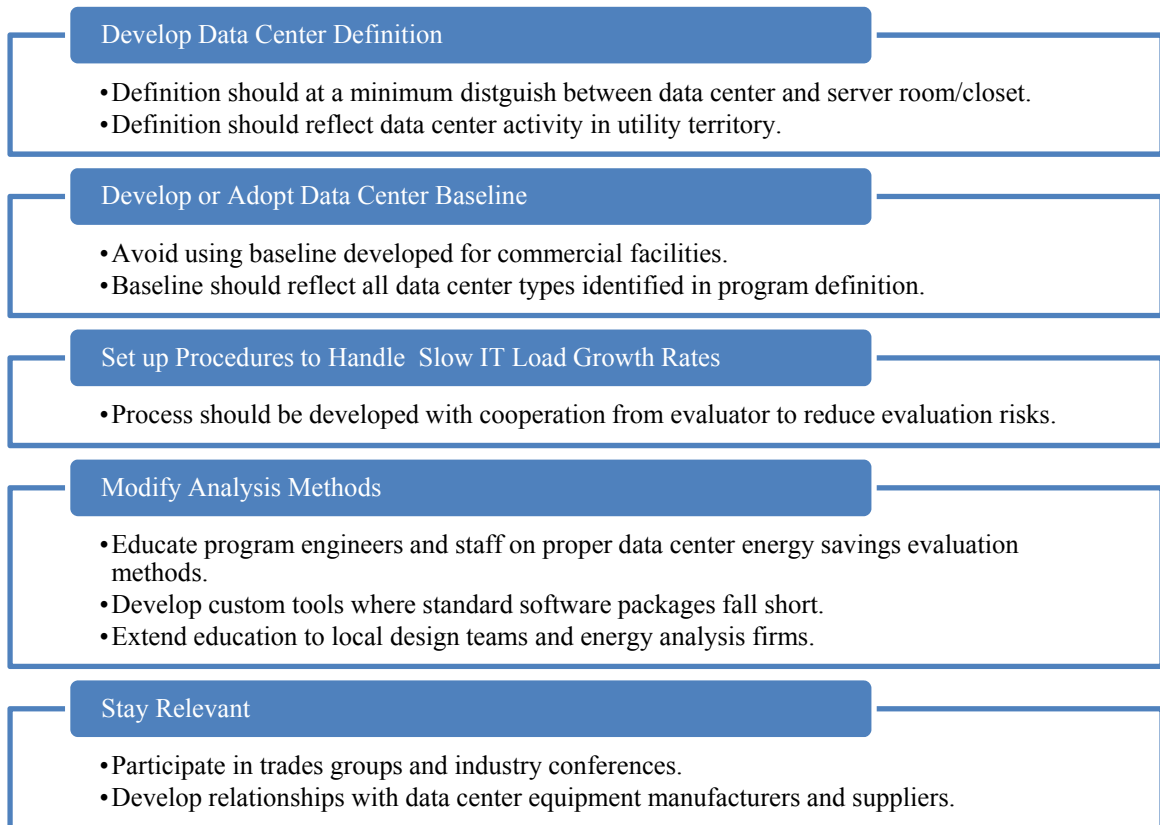 Develop Data Center Definition
•Definition should at a minimum distguish between data center and server room/closet.
•Definition should reflect data center activity in utility territory.
Develop or Adopt Data Center Baseline
•Avoid using baseline developed for commercial facilities.
•Baseline should reflect all data center types identified in program definition.
Set up Procedures to Handle  Slow IT Load Growth Rates
•Process should be developed with cooperation from evaluator to reduce evaluation risks.
Modify Analysis Methods
•Educate program engineers and staff on proper data center energy savings evaluation
methods.
•Develop custom tools where standard software packages fall short.
•Extend education to local design teams and energy analysis firms.
Stay Relevant
•Participate in trades groups and industry conferences.
•Develop relationships with data center equipment manufacturers and suppliers.